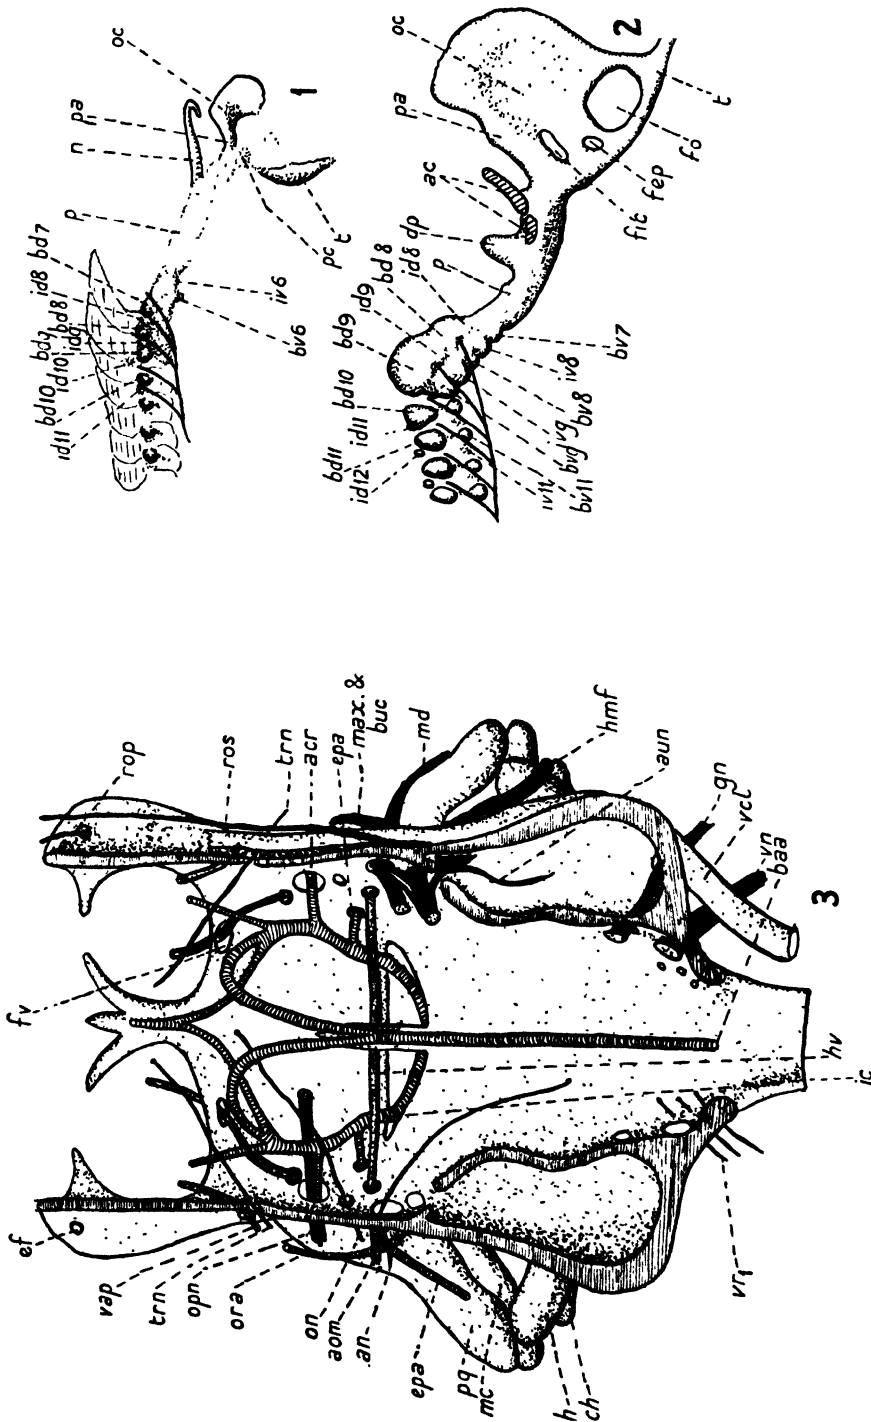 oc
pa
n
p
bd7
id8
bd8
id9
bd9
id10
bd10
id11
1
t
pc
iv6
bv6
oc
pa
ac
dp
p
id8
bd8
id9
bd9
bd10
id11
bd11
id12
2
t
fo
fep
fit
bv7
iv8
bv8
vg
bvd
iv11
bv11
rop
ros
trn
acr
epa
max. &
buc
md
hmf
aun
gn
vcl
vn
baa
3
fv
hv
ic
ef
vap
trn
opn
ora
on
aom
an
epa
pq
mc
h
ch
vr1